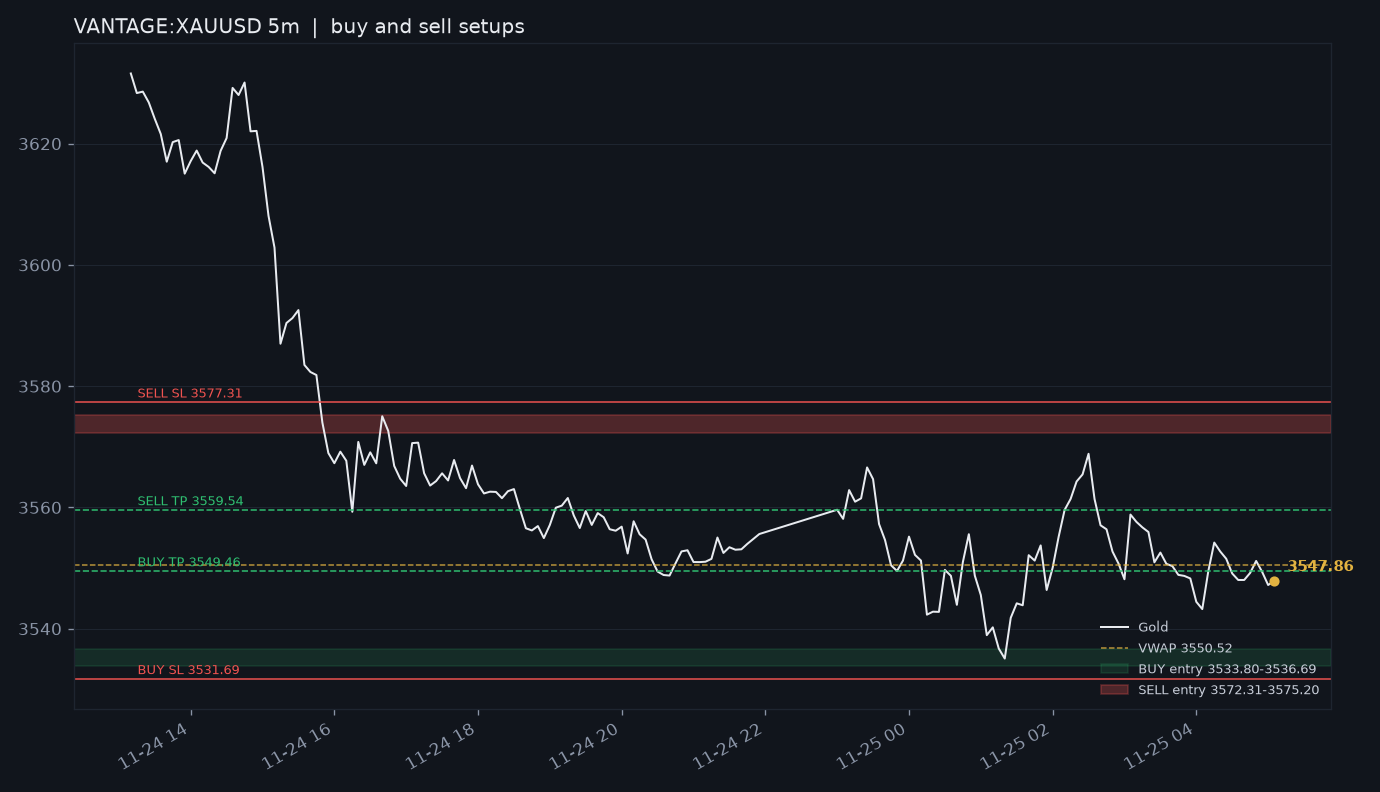 VANTAGE:XAUUSD 5m | buy and sell setups
3620
3600
3580
3560
3540
SELL SL 3577.31
SELL TP 3559.54
BUY TP 3549.46
BUY SL 3531.69
3547.86
Gold
VWAP 3550.52
BUY entry 3533.80-3536.69
SELL entry 3572.31-3575.20
11-24 14
11-24 16
11-24 18
11-24 20
11-24 22
11-25 00
11-25 02
11-25 04